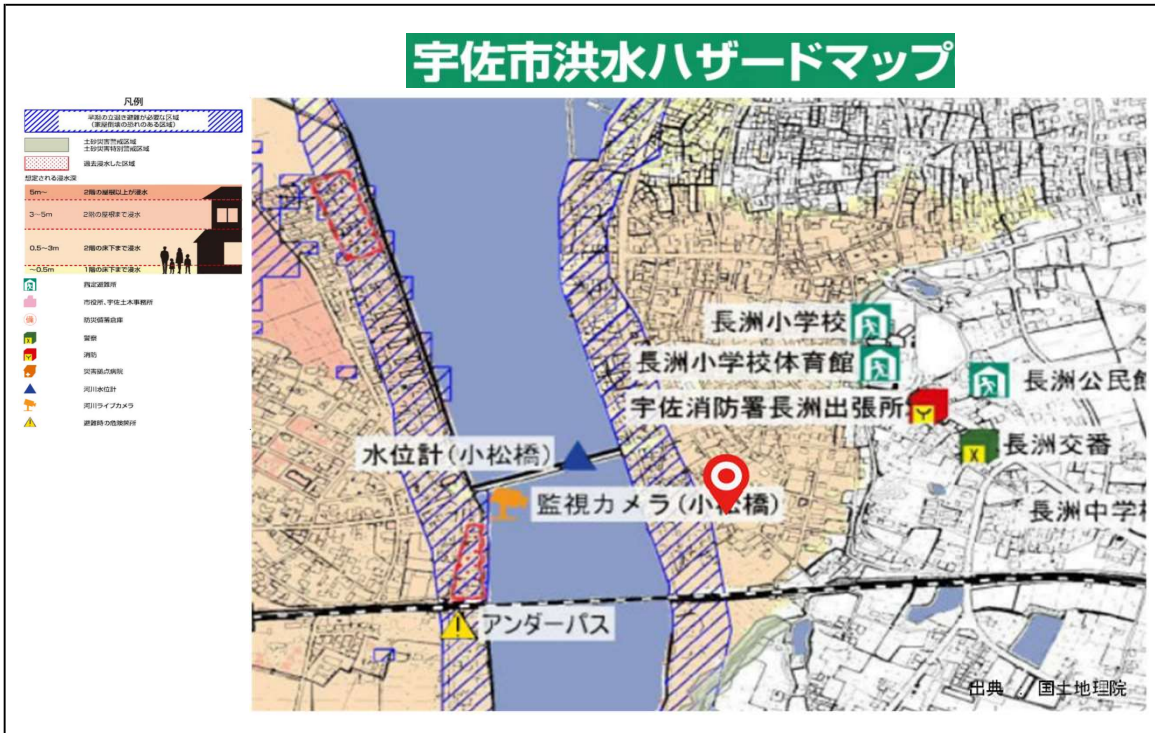 宇佐市洪水ハザードマップ
凡例
早期の立退き避難が必要な区域
(家屋倒壊の恐れのある区域)
土砂災害警戒区域
土砂災害特別警戒区域
過去浸水した区域
想定される浸水深
5m～ 2階の屋根以上が浸水
3～5m 2階の屋根まで浸水
0.5～3m 2階の床下まで浸水
～0.5m 1階の床下まで浸水
指定避難所
市役所、宇佐土木事務所
防災備蓄倉庫
警察
消防
災害拠点病院
河川水位計
河川ライブカメラ
避難時の危険箇所
長洲小学校
長洲小学校体育館
長洲公民館
宇佐消防署長洲出張所
長洲交番
水位計(小松橋)
監視カメラ(小松橋)
長洲中学校
アンダーパス
出典 : 国土地理院